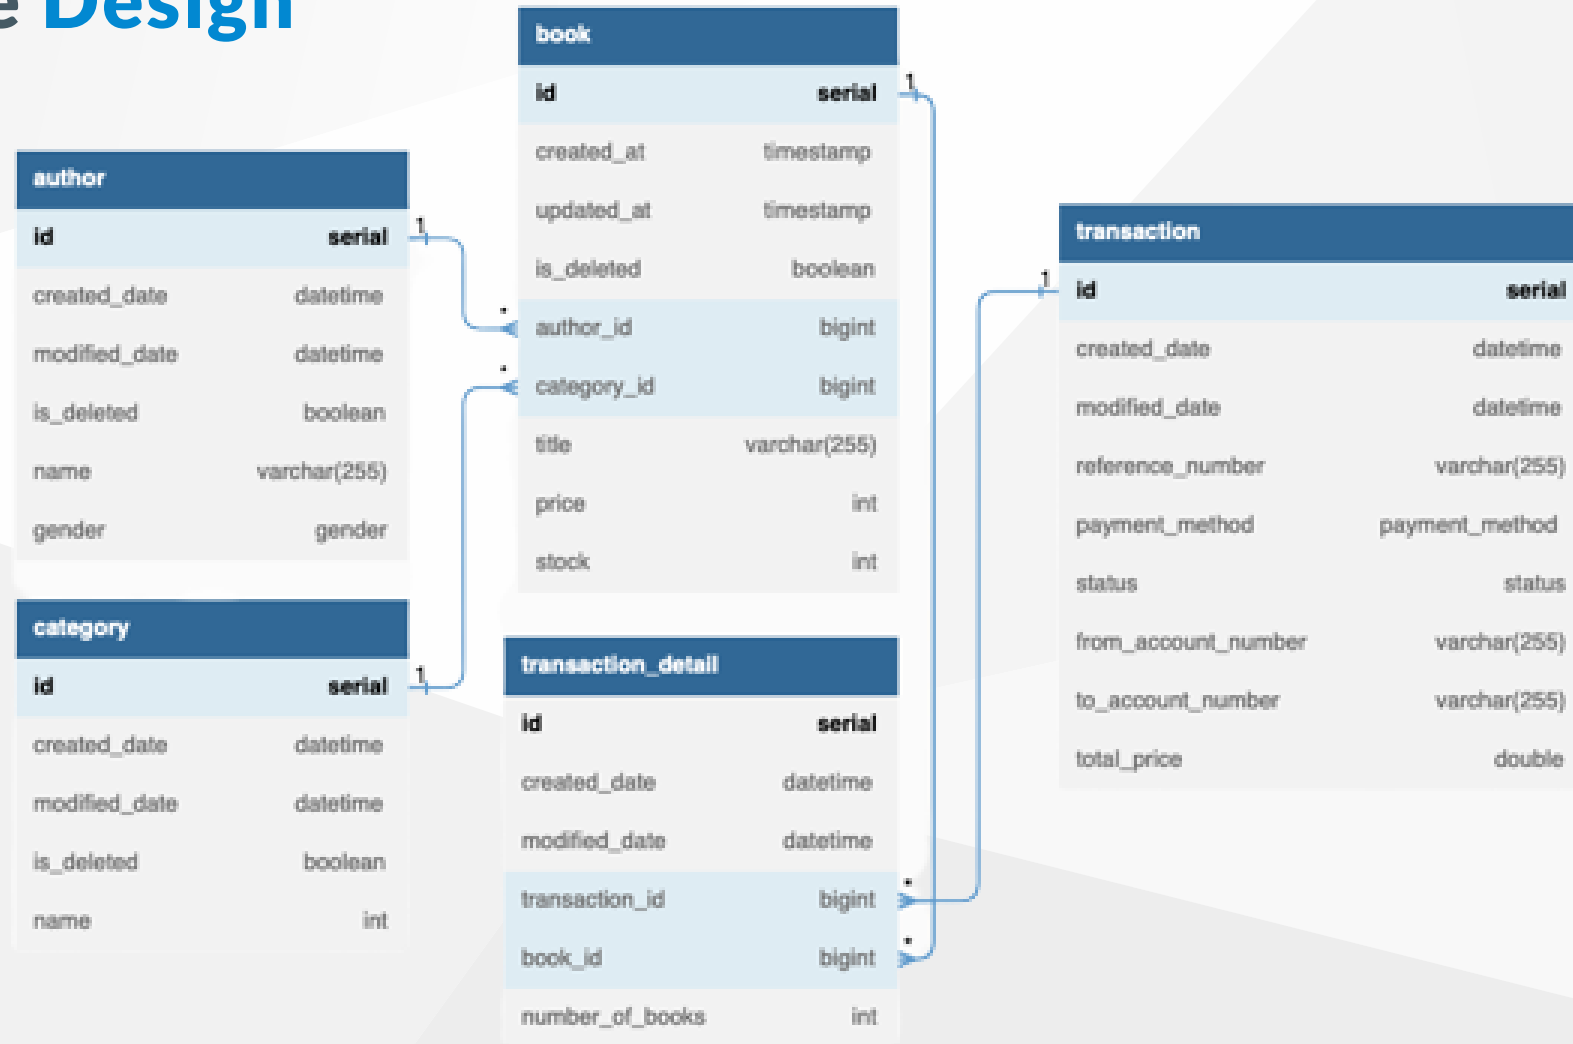 e Design
author
id serial
created_date datetime
modified_date datetime
is_deleted boolean
name varchar(255)
gender gender
category
id serial
created_date datetime
modified_date datetime
is_deleted boolean
name int
book
id serial
created_at timestamp
updated_at timestamp
is_deleted boolean
author_id bigint
category_id bigint
title varchar(255)
price int
stock int
transaction_detail
id serial
created_date datetime
modified_date datetime
transaction_id bigint
book_id bigint
number_of_books int
transaction
id serial
created_date datetime
modified_date datetime
reference_number varchar(255)
payment_method payment_method
status status
from_account_number varchar(255)
to_account_number varchar(255)
total_price double
1
*
*
1
1
1
*
*